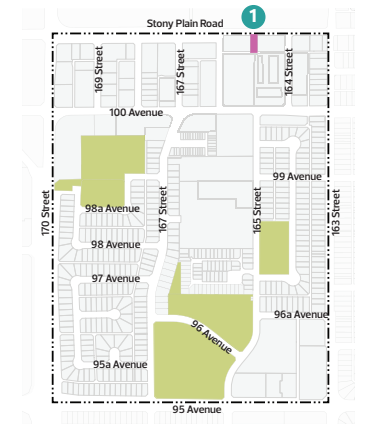 1
Stony Plain Road
169 Street
167 Street
164 Street
100 Avenue
99 Avenue
170 Street
98a Avenue
167 Street
165 Street
163 Street
98 Avenue
97 Avenue
96 Avenue
96a Avenue
95a Avenue
95 Avenue